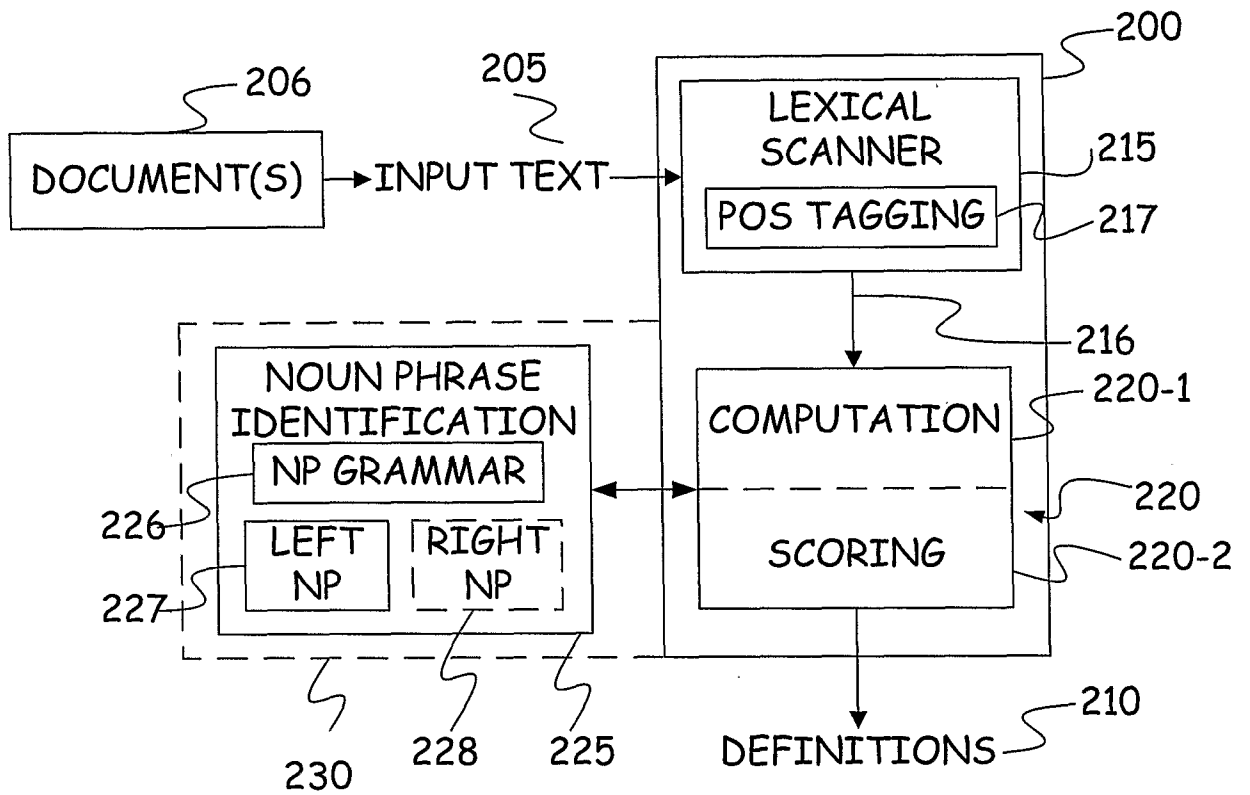 200
206
205
DOCUMENT(S)
INPUT TEXT
LEXICAL
SCANNER
215
POS TAGGING
217
216
NOUN PHRASE
IDENTIFICATION
NP GRAMMAR
226
LEFT
NP
RIGHT
NP
227
COMPUTATION
220-1
220
SCORING
220-2
230
228
225
210
DEFINITIONS